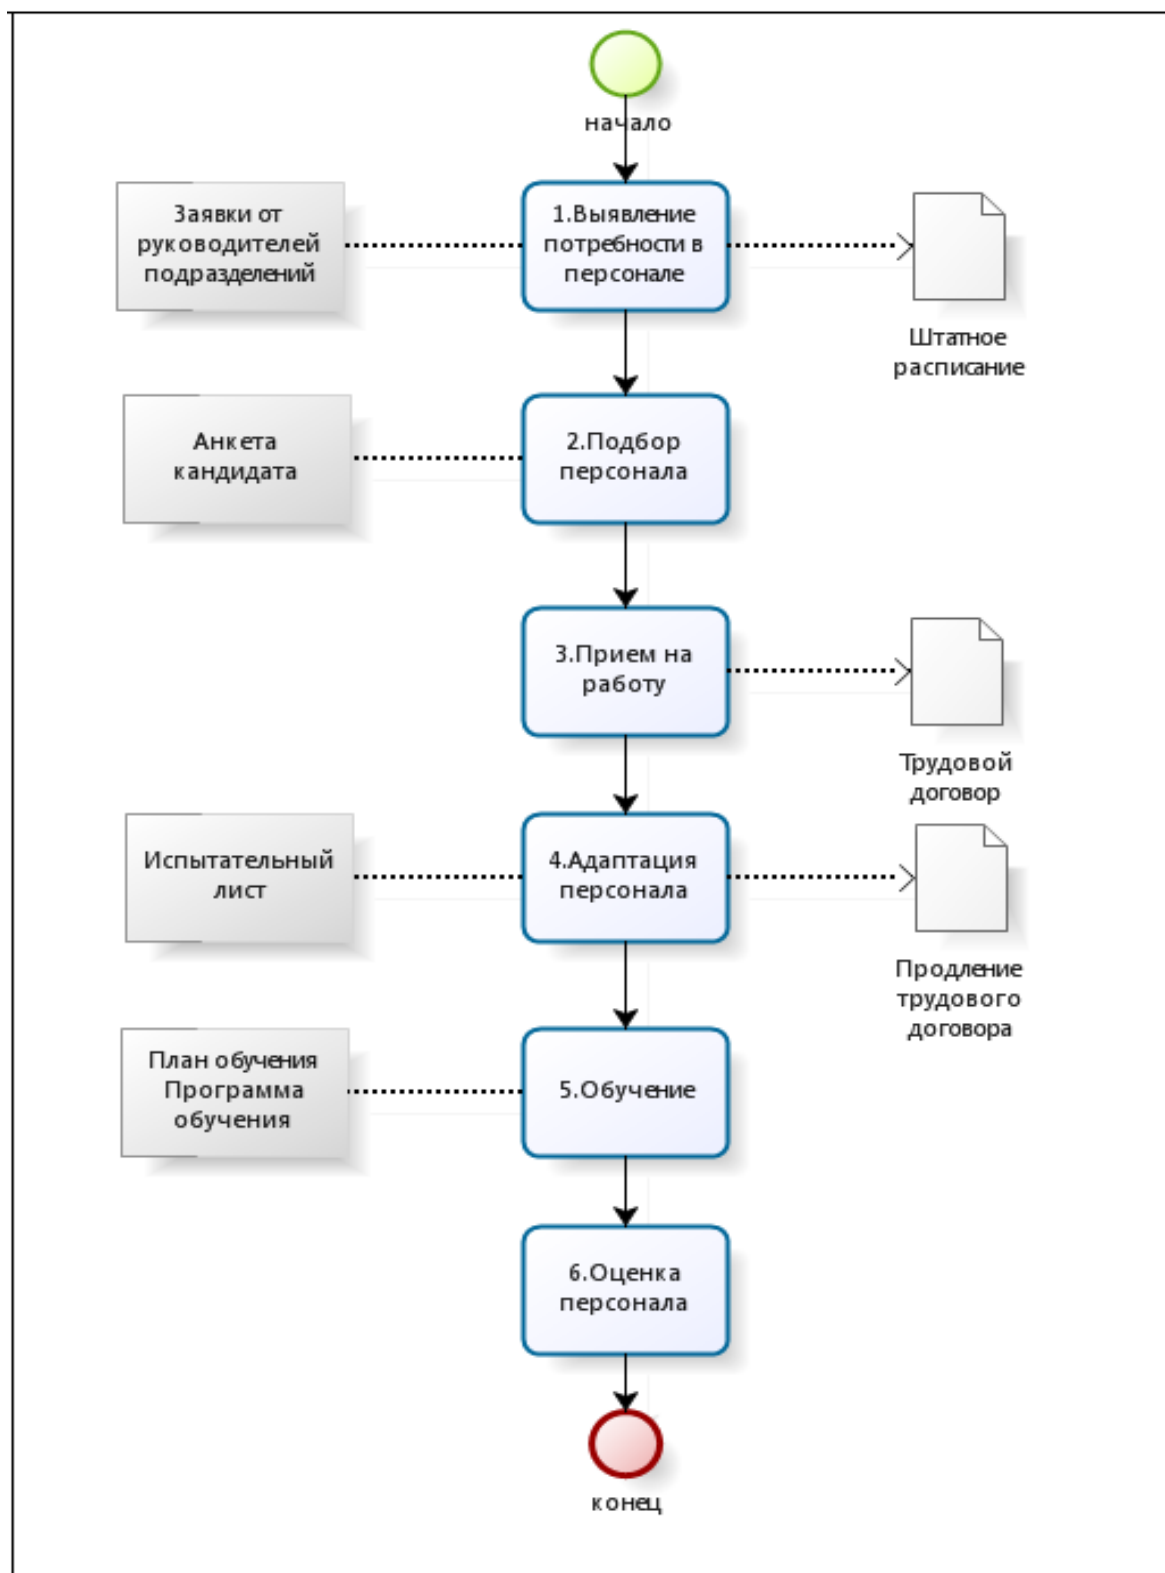 начало
Заявки от
руководителей
подразделений
1.Выявление
потребности в
персонале
Штатное
расписание
Анкета
кандидата
2.Подбор
персонала
3.Прием на
работу
Трудовой
договор
Испытательный
лист
4.Адаптация
персонала
Продление
трудового
договора
План обучения
Программа
обучения
5.Обучение
6.Оценка
персонала
конец